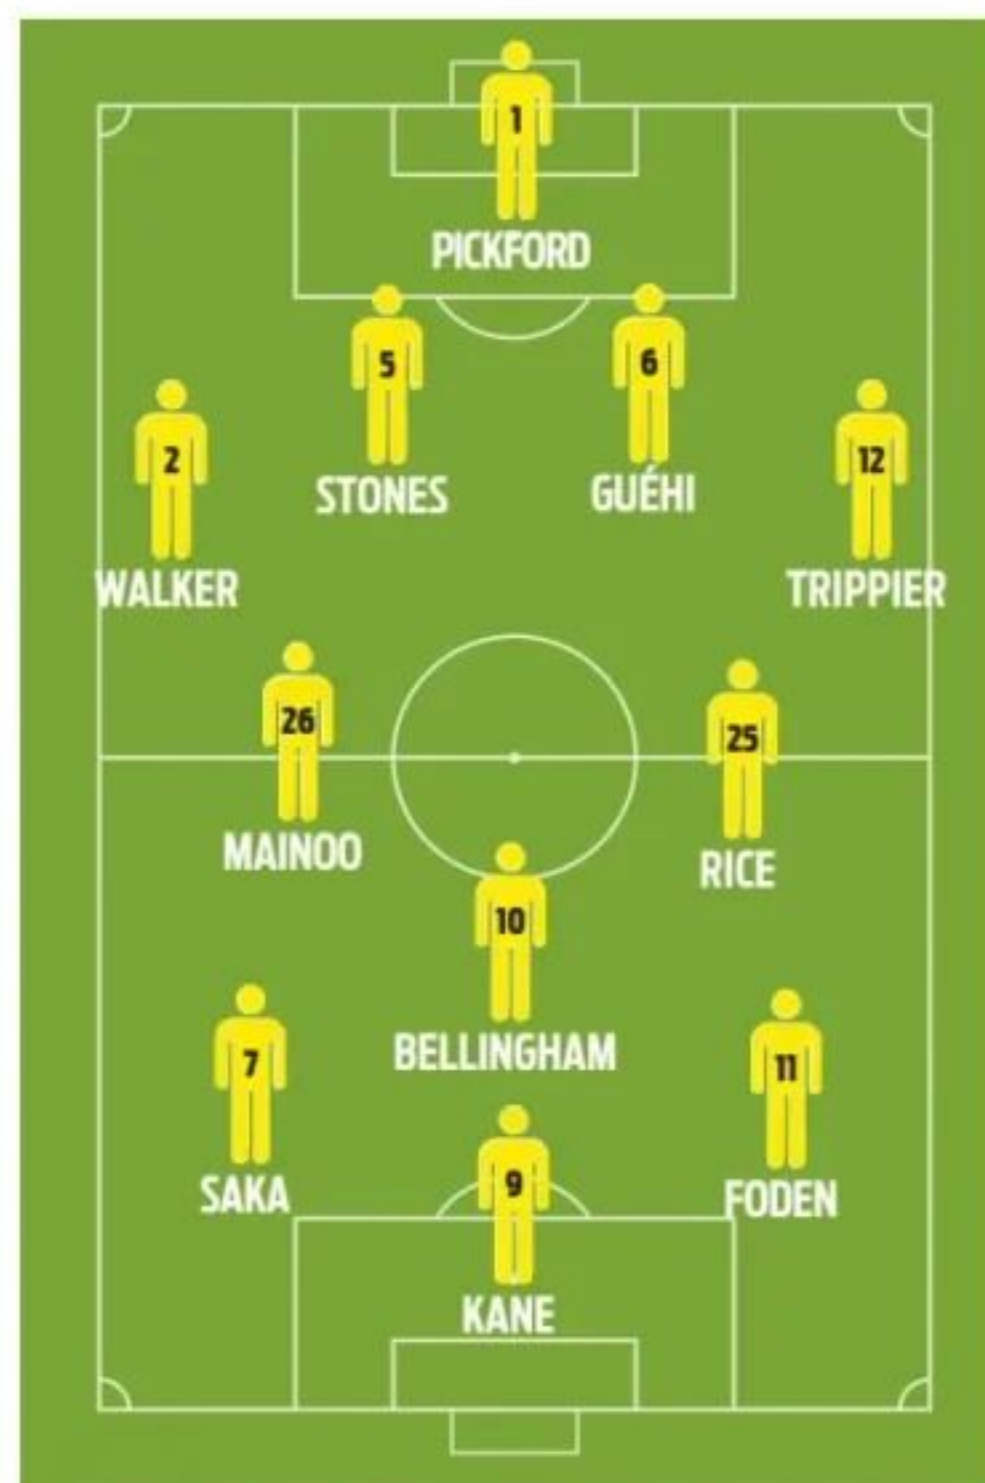 1
PICKFORD
5
STONES
6
GUÉHI
2
WALKER
12
TRIPPIER
26
MAINOO
25
RICE
10
BELLINGHAM
7
SAKA
11
FODEN
9
KANE